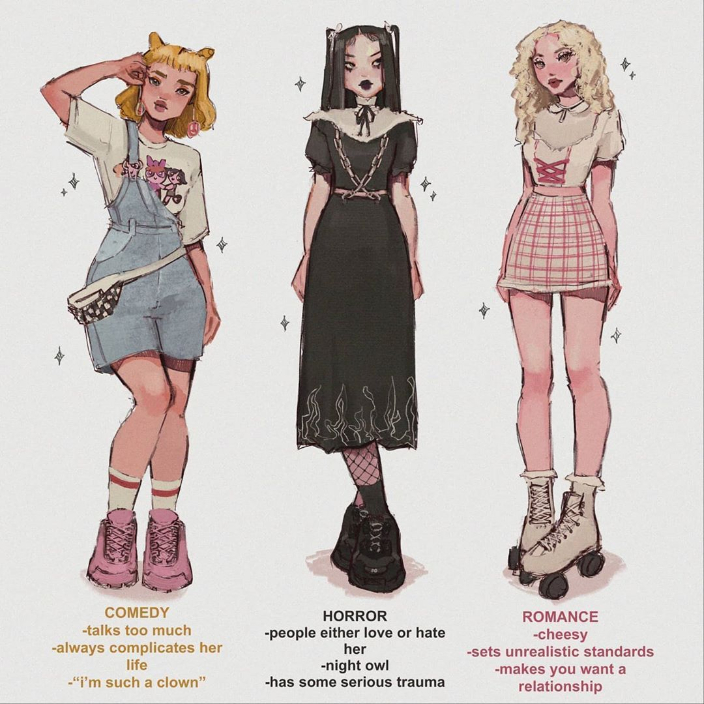 COMEDY
-talks too much
-always complicates her
life
-“i’m such a clown”
HORROR
-people either love or hate
her
-night owl
-has some serious trauma
ROMANCE
-cheesy
-sets unrealistic standards
-makes you want a
relationship